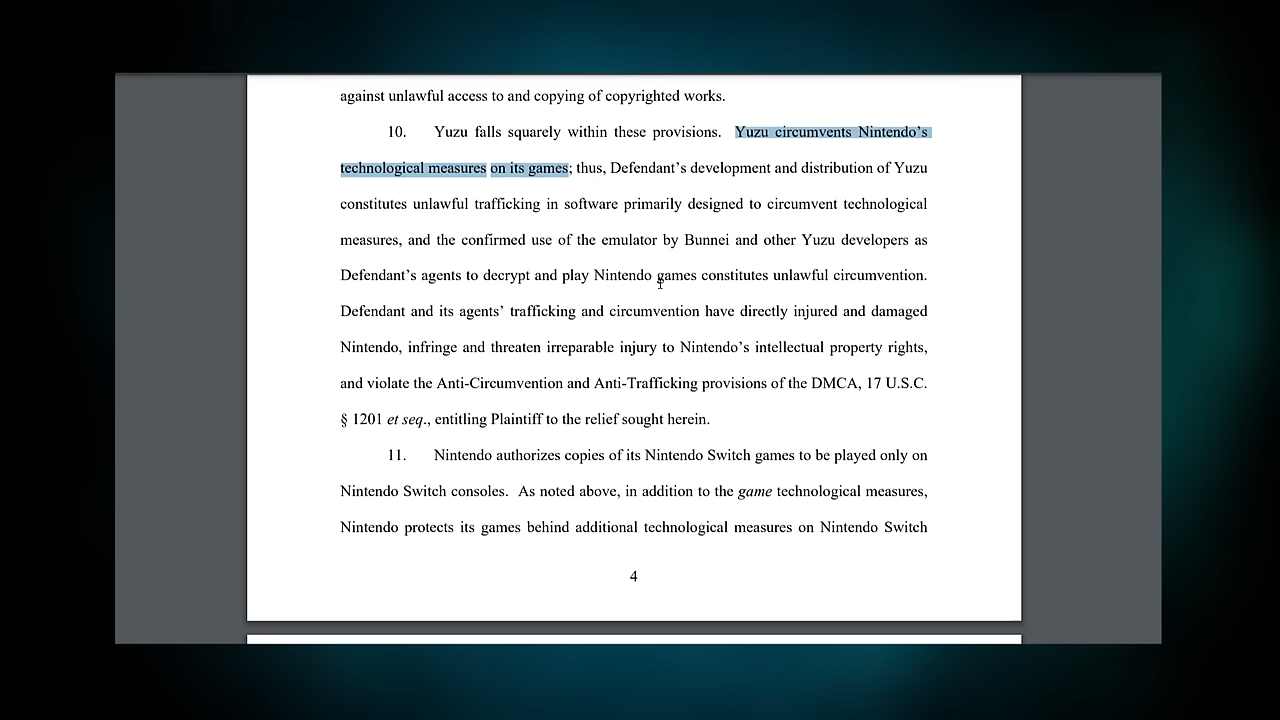 against unlawful access to and copying of copyrighted works.
10. Yuzu falls squarely within these provisions. Yuzu circumvents Nintendo’s
technological measures on its games; thus, Defendant’s development and distribution of Yuzu
constitutes unlawful trafficking in software primarily designed to circumvent technological
measures, and the confirmed use of the emulator by Bunnei and other Yuzu developers as
Defendant’s agents to decrypt and play Nintendo games constitutes unlawful circumvention.
Defendant and its agents’ trafficking and circumvention have directly injured and damaged
Nintendo, infringe and threaten irreparable injury to Nintendo’s intellectual property rights,
and violate the Anti-Circumvention and Anti-Trafficking provisions of the DMCA, 17 U.S.C.
§ 1201 et seq., entitling Plaintiff to the relief sought herein.
11. Nintendo authorizes copies of its Nintendo Switch games to be played only on
Nintendo Switch consoles. As noted above, in addition to the game technological measures,
Nintendo protects its games behind additional technological measures on Nintendo Switch
4